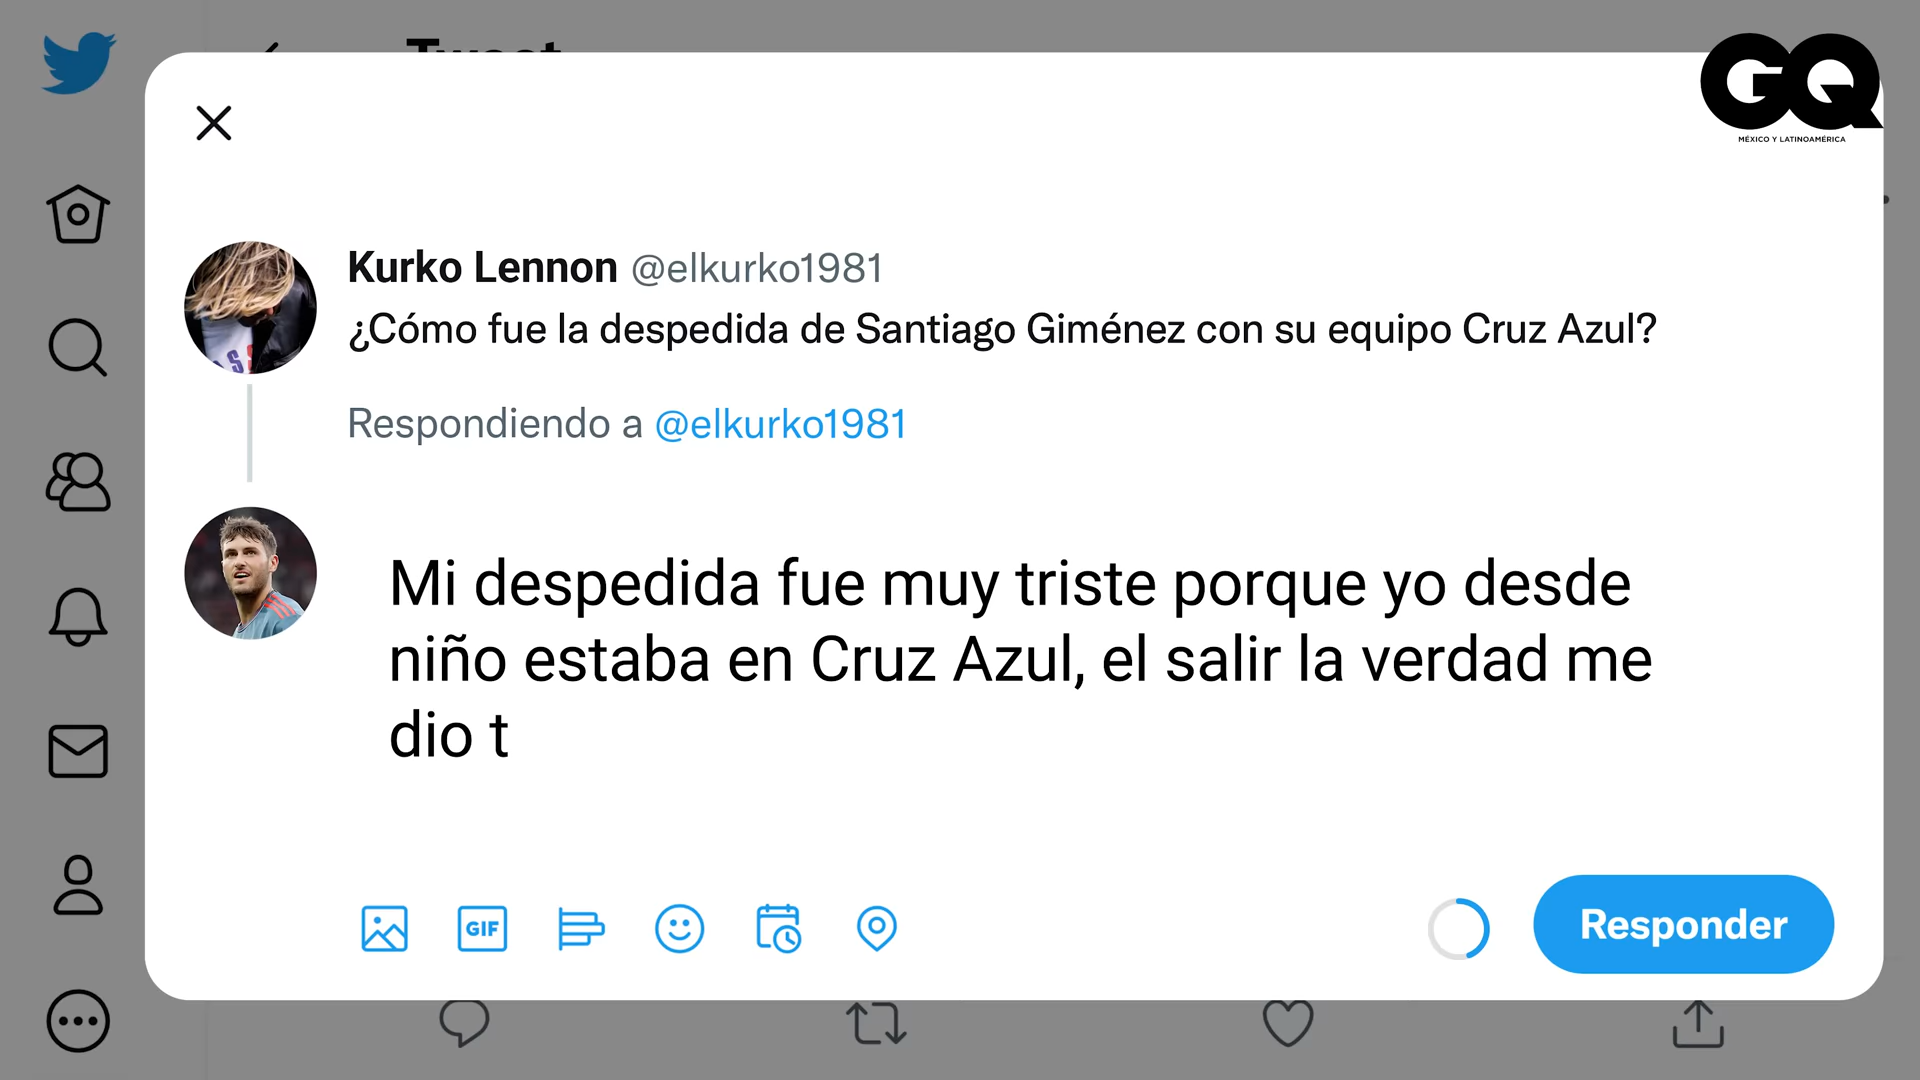 Tweet
GQ
MÉXICO Y LATINOAMÉRICA
Kurko Lennon @elkurko1981
¿Cómo fue la despedida de Santiago Giménez con su equipo Cruz Azul?
Respondiendo a @elkurko1981
Mi despedida fue muy triste porque yo desde
niño estaba en Cruz Azul, el salir la verdad me
dio t
GIF
Responder